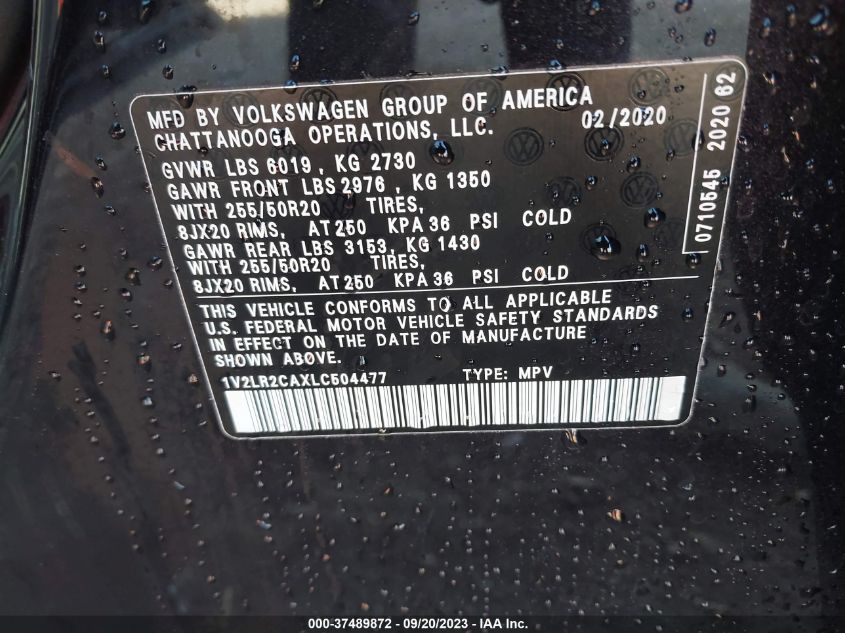 MFD BY VOLKSWAGEN GROUP OF AMERICA
CHATTANOOGA OPERATIONS, LLC. 02/2020
GVWR LBS 6019 , KG 2730
GAWR FRONT LBS 2976 , KG 1350
WITH 255/50R20 TIRES,
8JX20 RIMS, AT 250 KPA 36 PSI COLD
GAWR REAR LBS 3153, KG 1430
WITH 255/50R20 TIRES,
8JX20 RIMS, AT 250 KPA 36 PSI COLD
THIS VEHICLE CONFORMS TO ALL APPLICABLE
U.S. FEDERAL MOTOR VEHICLE SAFETY STANDARDS
IN EFFECT ON THE DATE OF MANUFACTURE
SHOWN ABOVE.
1V2LR2CAXLC504477 TYPE: MPV
0710545 2020 62
000-37489872 - 09/20/2023 - IAA Inc.